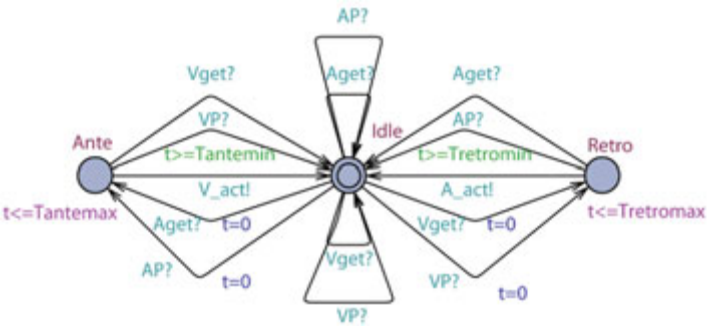 AP?
Vget?
Aget?
Aget?
VP?
Idle
AP?
Ante
t>=Tantemin
t>=Tretromin
Retro
V_act!
A_act!
t<=Tantemax
t<=Tretromax
Aget?
t=0
Vget?
t=0
AP?
t=0
Vget?
VP?
t=0
VP?